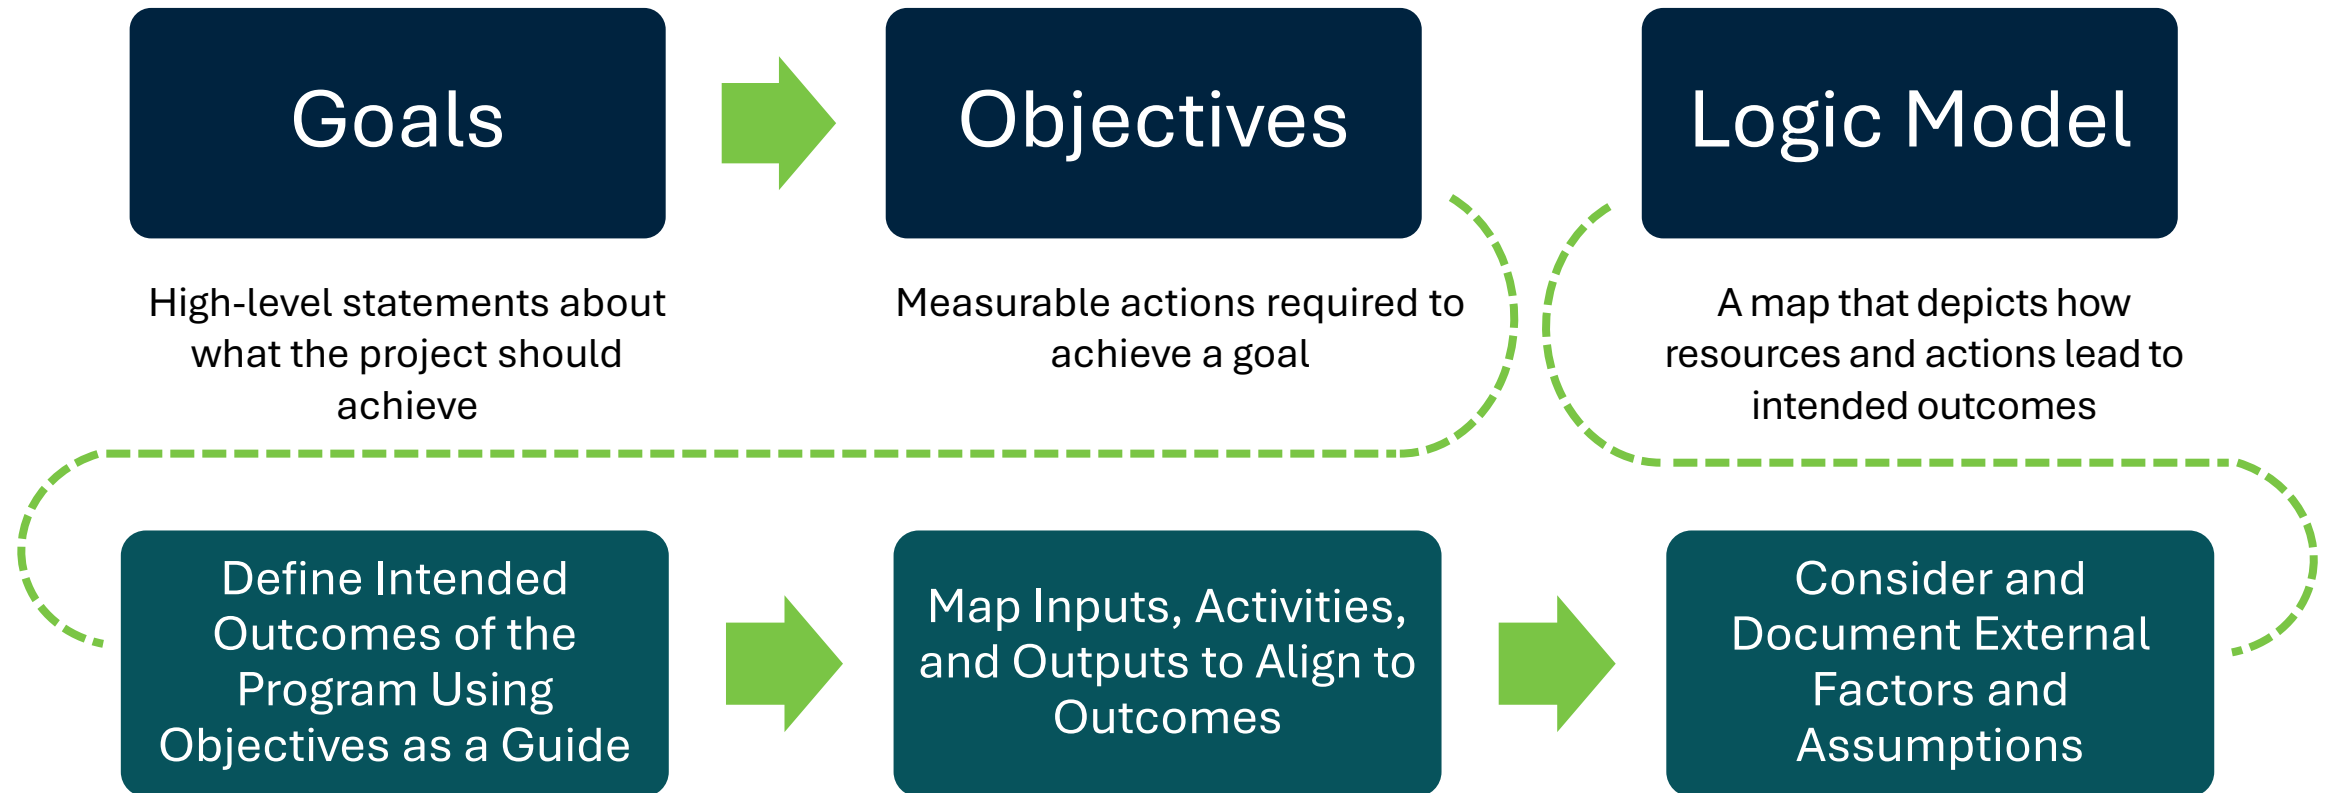 Goals
Objectives
Logic Model
High-level statements about
what the project should
achieve
Measurable actions required to
achieve a goal
A map that depicts how
resources and actions lead to
intended outcomes
Define Intended
Outcomes of the
Program Using
Objectives as a Guide
Map Inputs, Activities,
and Outputs to Align to
Outcomes
Consider and
Document External
Factors and
Assumptions